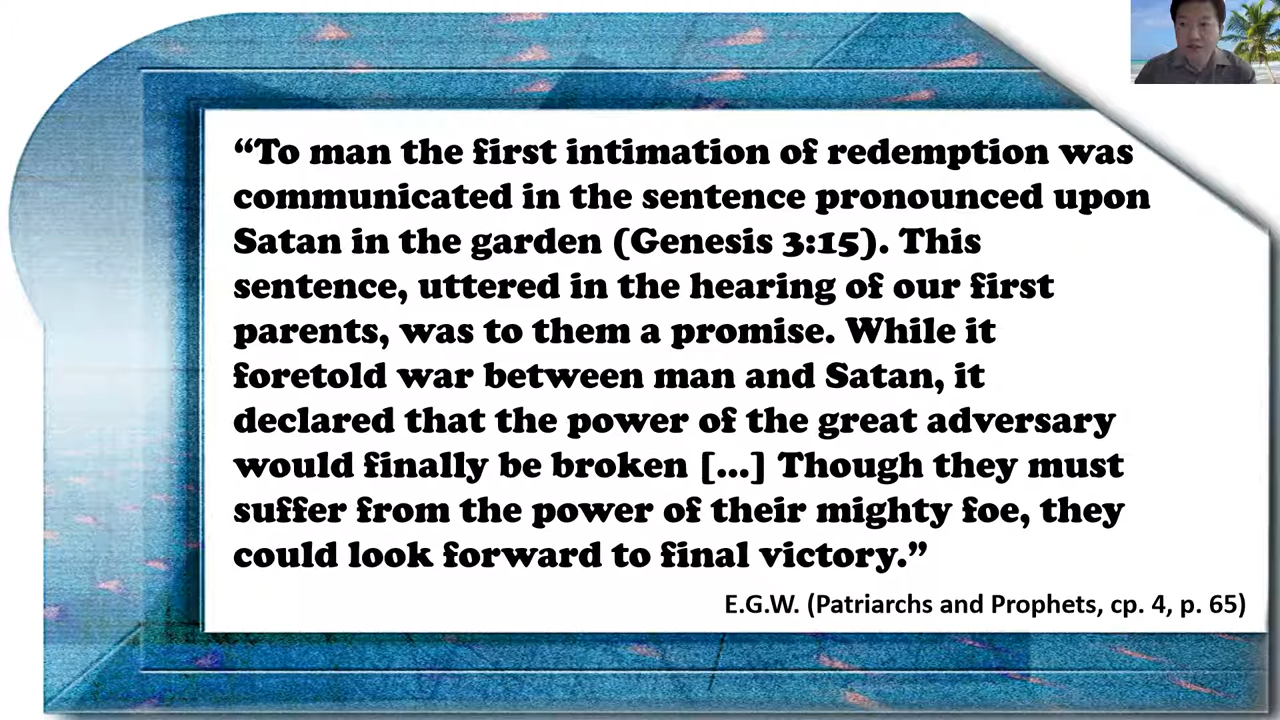 “To man the first intimation of redemption was
communicated in the sentence pronounced upon
Satan in the garden (Genesis 3:15). This
sentence, uttered in the hearing of our first
parents, was to them a promise. While it
foretold war between man and Satan, it
declared that the power of the great adversary
would finally be broken [...] Though they must
suffer from the power of their mighty foe, they
could look forward to final victory.”
E.G.W. (Patriarchs and Prophets, cp. 4, p. 65)